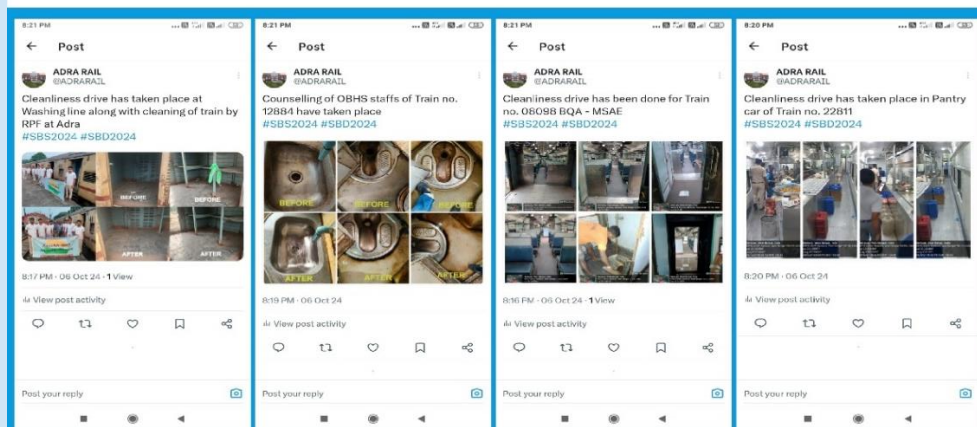 8:21 PM
Post
ADRA RAIL
@ADRARAIL
Cleanliness drive has taken place at
Washing line along with cleaning of train by
RPF at Adra
#SBS2024 #SBD2024
BEFORE
BEFORE
AFTER
AFTER
8:17 PM · 06 Oct 24 · 1 View
View post activity
Post your reply
8:21 PM
Post
ADRA RAIL
@ADRARAIL
Counselling of OBHS staffs of Train no.
12884 have taken place
#SBS2024 #SBD2024
BEFORE
BEFORE
BEFORE
AFTER
AFTER
AFTER
8:19 PM · 06 Oct 24
View post activity
Post your reply
8:21 PM
Post
ADRA RAIL
@ADRARAIL
Cleanliness drive has been done for Train
no. 08098 BQA - MSAE
#SBS2024 #SBD2024
8:16 PM · 06 Oct 24 · 1 View
View post activity
Post your reply
8:20 PM
Post
ADRA RAIL
@ADRARAIL
Cleanliness drive has taken place in Pantry
car of Train no. 22811
#SBS2024 #SBD2024
8:20 PM · 06 Oct 24
View post activity
Post your reply